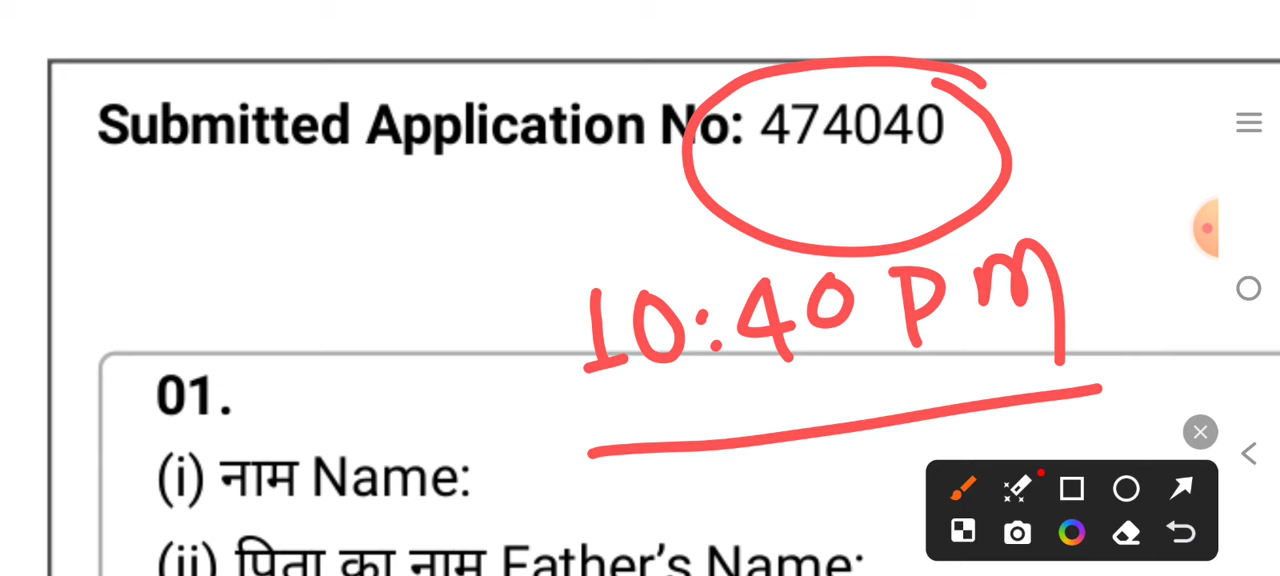 Submitted Application No: 474040
10:40 pm
01.
(i) नाम Name:
(ii) पिता का नाम Father's Name: